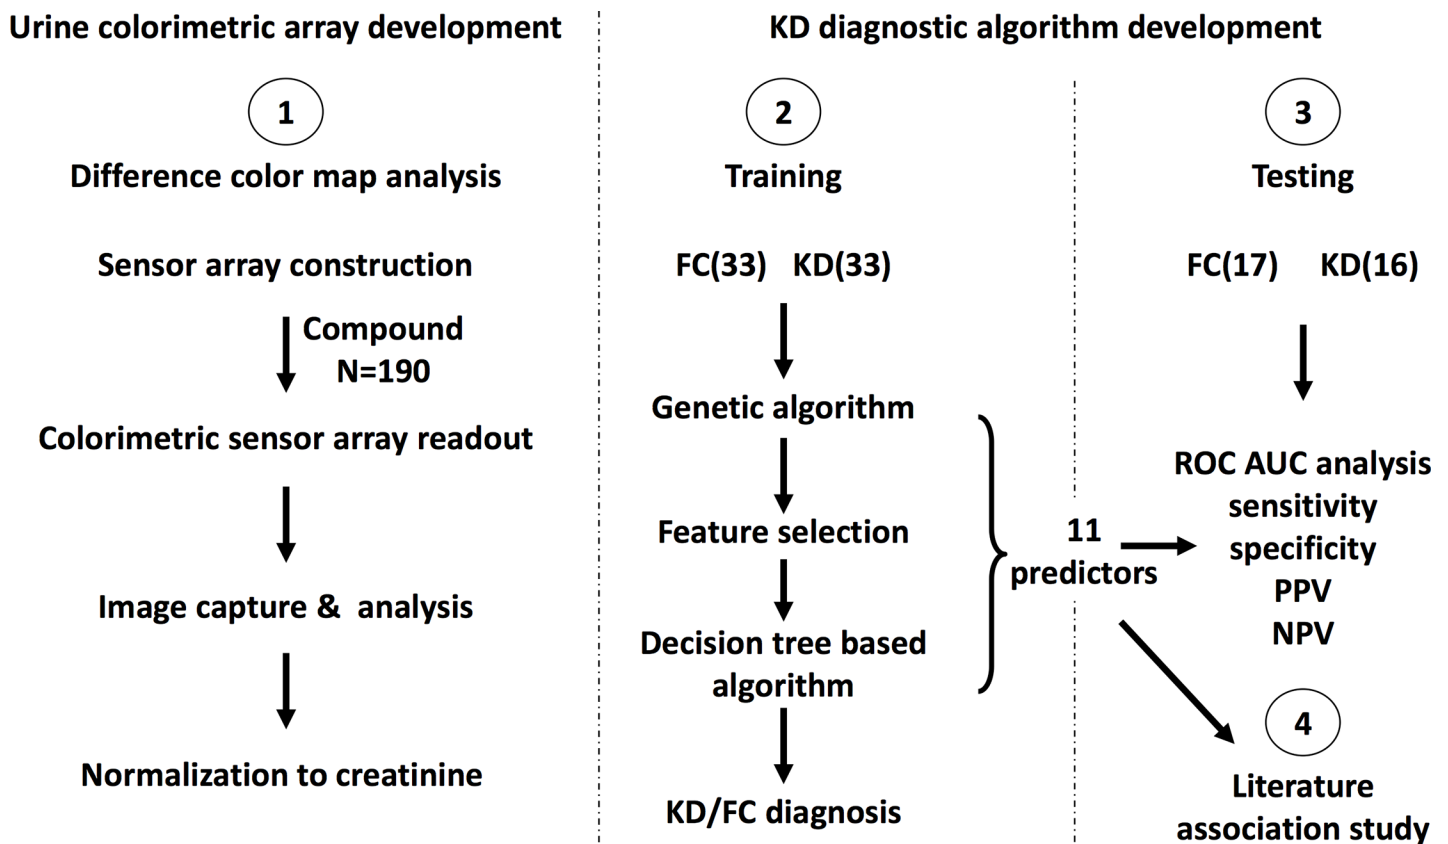 Urine colorimetric array development
KD diagnostic algorithm development
1
Difference color map analysis
Sensor array construction
Compound
N=190
Colorimetric sensor array readout
Image capture & analysis
Normalization to creatinine
2
Training
FC(33) KD(33)
Genetic algorithm
Feature selection
Decision tree based
algorithm
KD/FC diagnosis
11
predictors
3
Testing
FC(17) KD(16)
ROC AUC analysis
sensitivity
specificity
PPV
NPV
4
Literature
association study